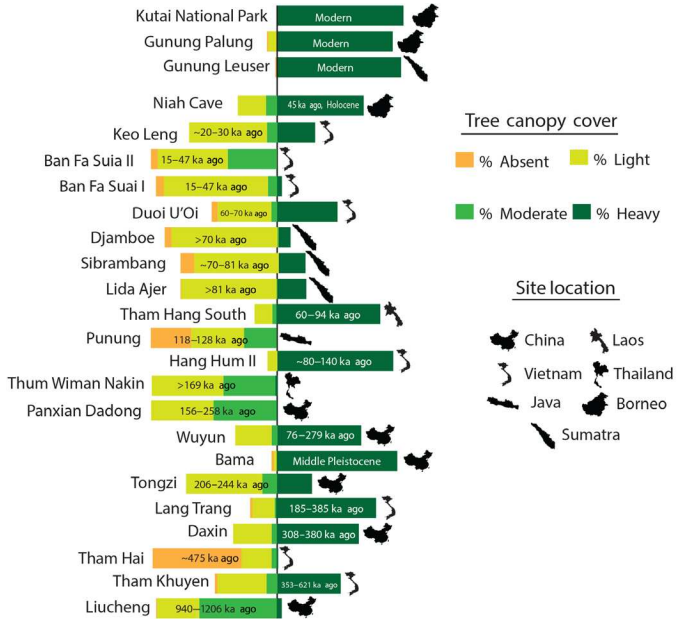 Kutai National Park Modern
Gunung Palung Modern
Gunung Leuser Modern
Niah Cave 45 ka ago, Holocene
Keo Leng ~20–30 ka ago
Ban Fa Suia II 15–47 ka ago
Ban Fa Suai I 15–47 ka ago
Duoi U'Oi 60–70 ka ago
Djamboe >70 ka ago
Sibrambang ~70–81 ka ago
Lida Ajer >81 ka ago
Tham Hang South 60–94 ka ago
Punung 118–128 ka ago
Hang Hum II ~80–140 ka ago
Thum Wiman Nakin >169 ka ago
Panxian Dadong 156–258 ka ago
Wuyun 76–279 ka ago
Bama Middle Pleistocene
Tongzi 206–244 ka ago
Lang Trang 185–385 ka ago
Daxin 308–380 ka ago
Tham Hai ~475 ka ago
Tham Khuyen 353–621 ka ago
Liucheng 940–1206 ka ago
Tree canopy cover
% Absent % Light
% Moderate % Heavy
Site location
China Laos
Vietnam Thailand
Java Borneo
Sumatra